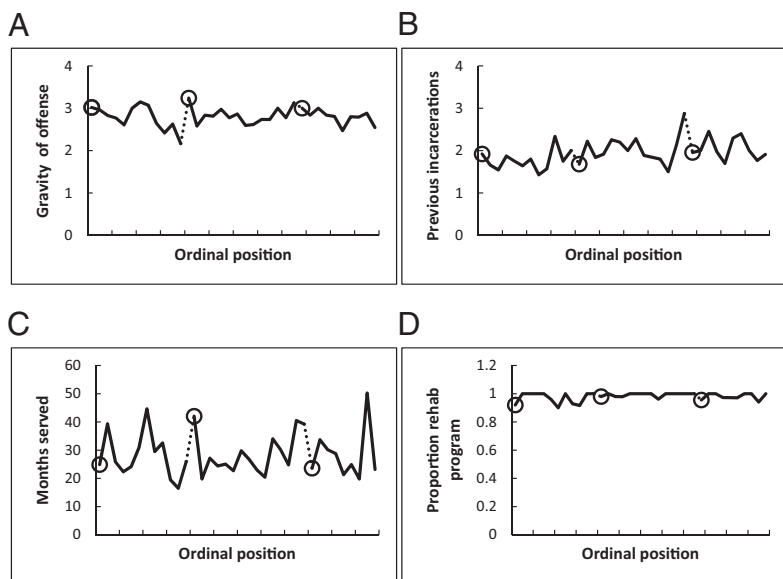 A
4
3
2
1
0
Gravity of offense
Ordinal position
B
4
3
2
1
0
Previous incarcerations
Ordinal position
C
60
50
40
30
20
10
0
Months served
Ordinal position
D
1.2
1
0.8
0.6
0.4
0.2
0
Proportion rehab
program
Ordinal position